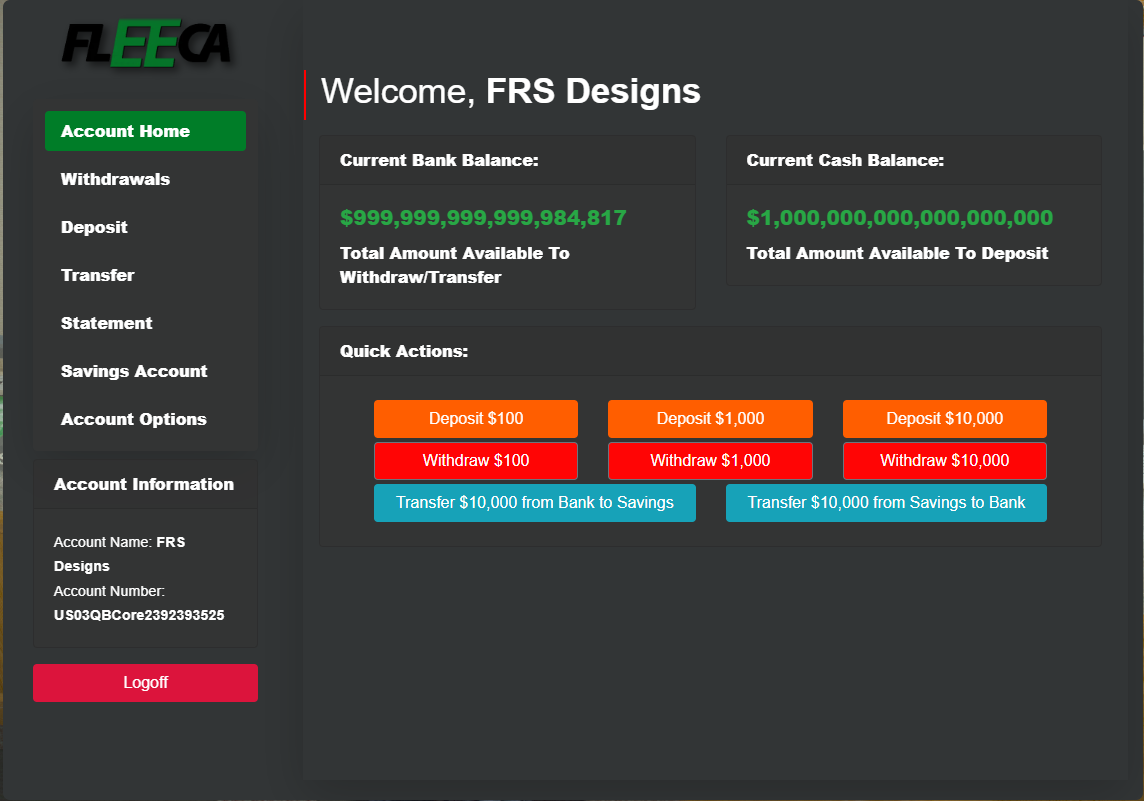 FLEECA
Account Home
Withdrawals
Deposit
Transfer
Statement
Savings Account
Account Options
Account Information
Account Name: FRS
Designs
Account Number:
US03QBCore2392393525
Logoff
Welcome, FRS Designs
Current Bank Balance:
$999,999,999,999,984,817
Total Amount Available To
Withdraw/Transfer
Current Cash Balance:
$1,000,000,000,000,000,000
Total Amount Available To Deposit
Quick Actions:
Deposit $100
Deposit $1,000
Deposit $10,000
Withdraw $100
Withdraw $1,000
Withdraw $10,000
Transfer $10,000 from Bank to Savings
Transfer $10,000 from Savings to Bank